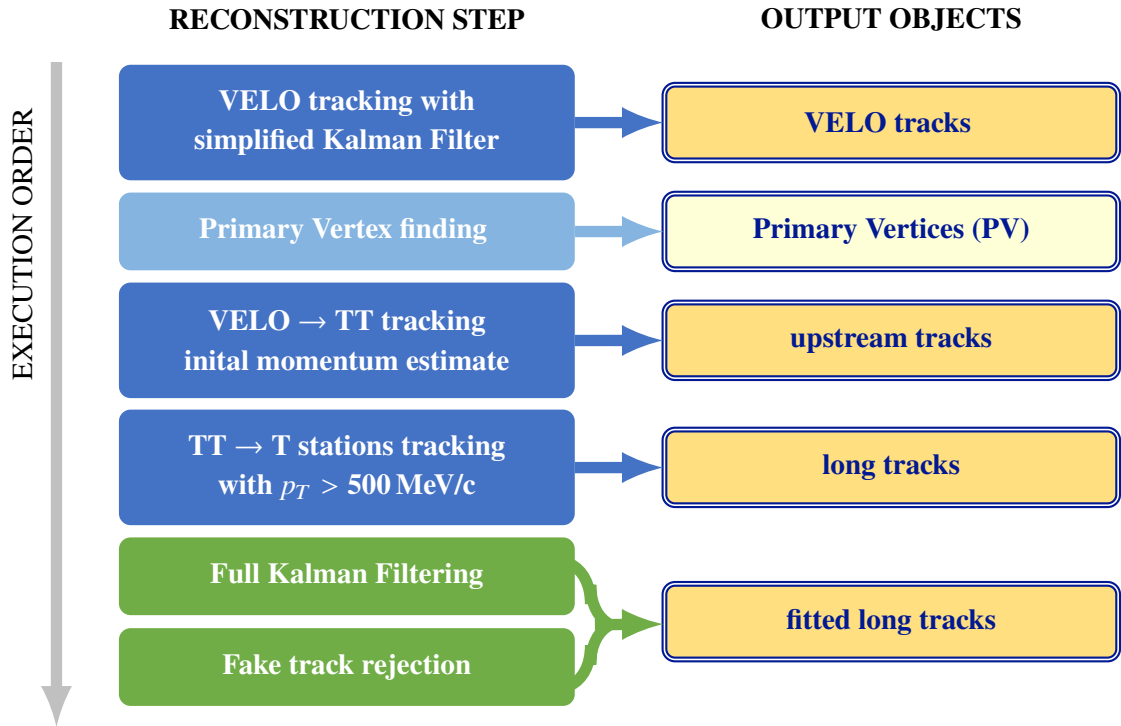 RECONSTRUCTION STEP
OUTPUT OBJECTS
EXECUTION ORDER
VELO tracking with
simplified Kalman Filter
VELO tracks
Primary Vertex finding
Primary Vertices (PV)
VELO → TT tracking
inital momentum estimate
upstream tracks
TT → T stations tracking
with p_T > 500 MeV/c
long tracks
Full Kalman Filtering
Fake track rejection
fitted long tracks